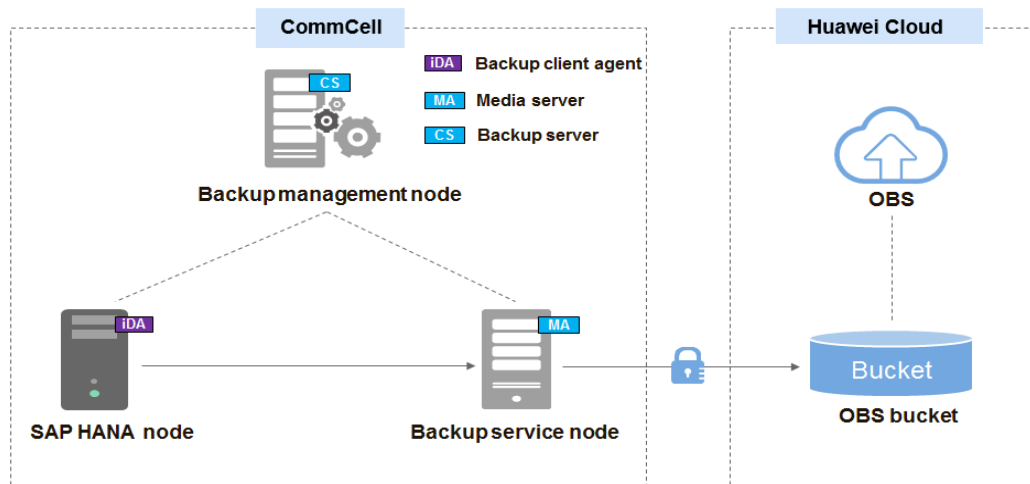 CommCell
Huawei Cloud
CS
iDA Backup client agent
MA Media server
CS Backup server
Backup management node
OBS
iDA
MA
Bucket
SAP HANA node
Backup service node
OBS bucket